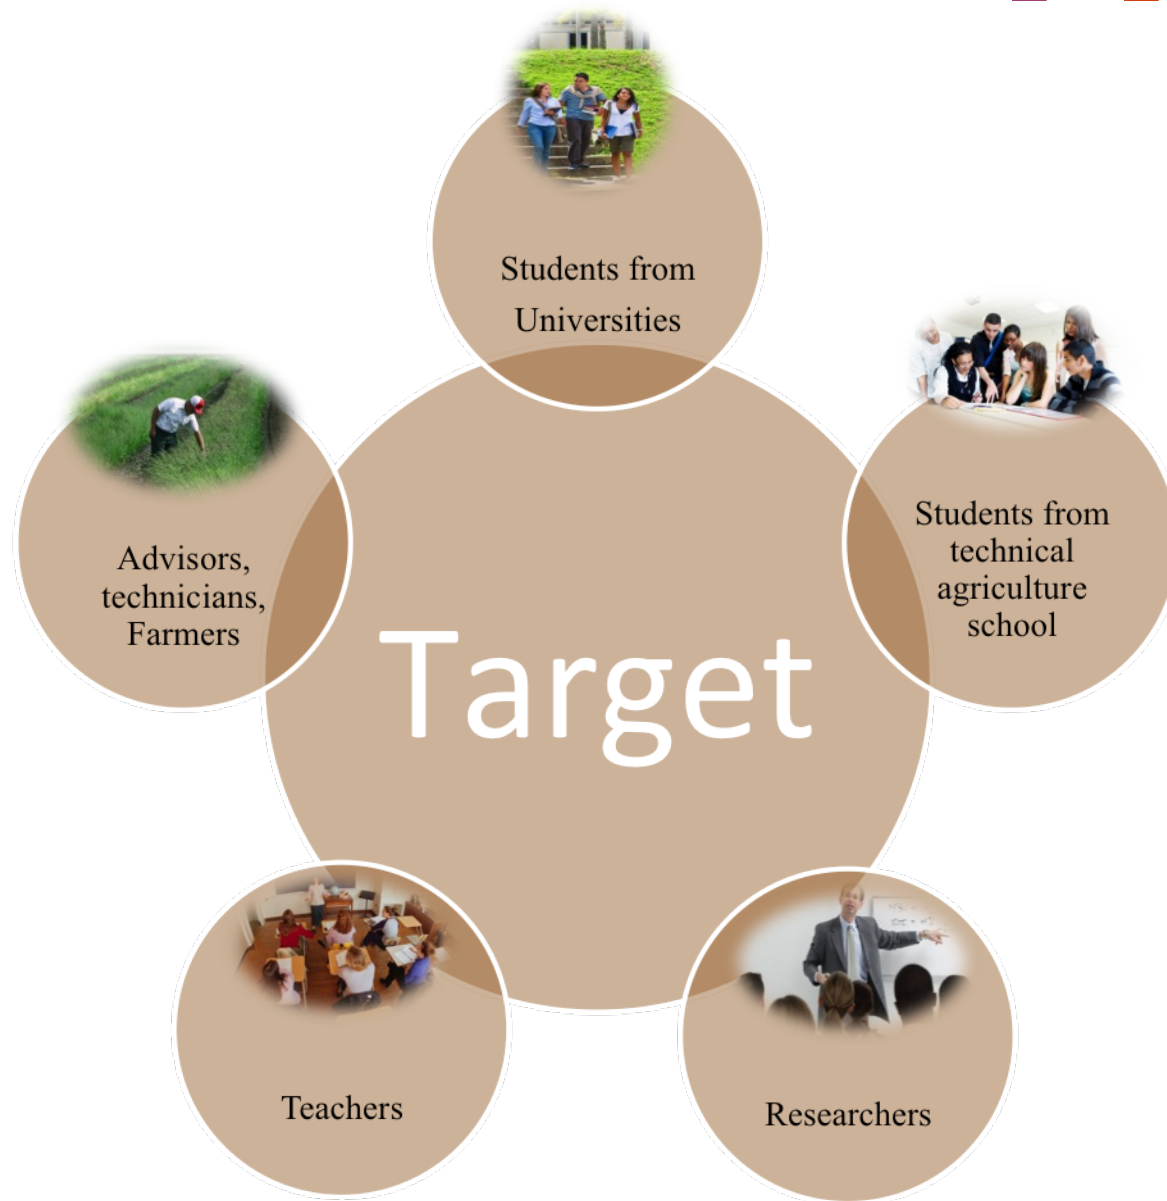 Students from
Universities
Students from
technical
agriculture
school
Advisors,
technicians,
Farmers
Target
Teachers
Researchers